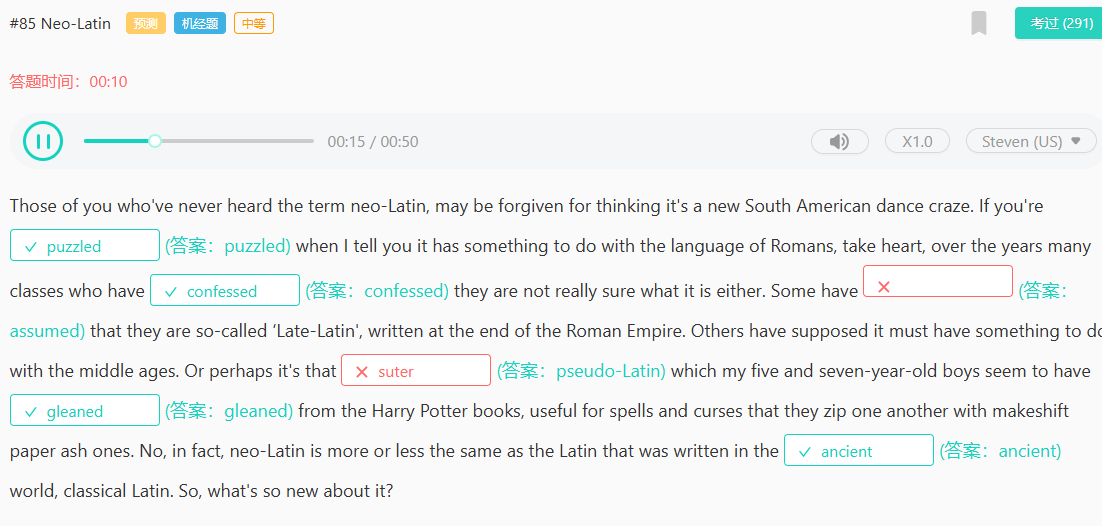 #85 Neo-Latin 预测 机经题 中等 考过 (291)
答题时间：00:10
00:15 / 00:50 X1.0 Steven (US)
Those of you who've never heard the term neo-Latin, may be forgiven for thinking it's a new South American dance craze. If you're
puzzled (答案：puzzled) when I tell you it has something to do with the language of Romans, take heart, over the years many
classes who have confessed (答案：confessed) they are not really sure what it is either. Some have (答案：
assumed) that they are so-called ‘Late-Latin', written at the end of the Roman Empire. Others have supposed it must have something to do
with the middle ages. Or perhaps it's that suter (答案：pseudo-Latin) which my five and seven-year-old boys seem to have
gleaned (答案：gleaned) from the Harry Potter books, useful for spells and curses that they zip one another with makeshift
paper ash ones. No, in fact, neo-Latin is more or less the same as the Latin that was written in the ancient (答案：ancient)
world, classical Latin. So, what's so new about it?